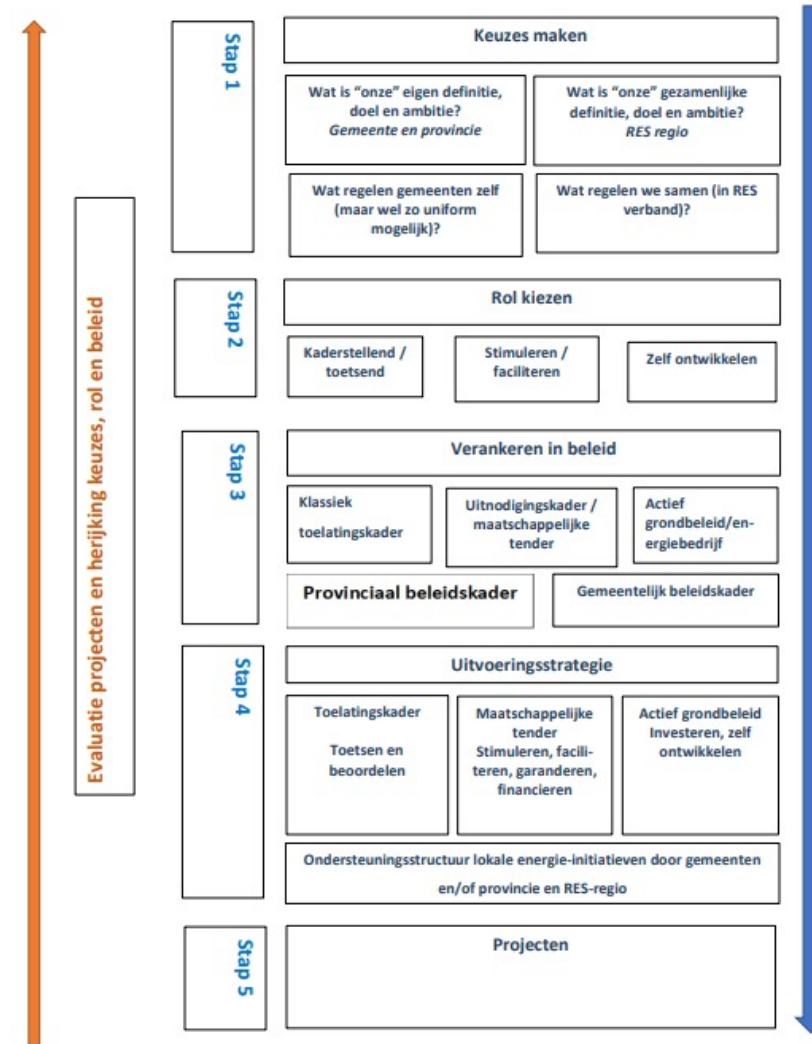 Evaluatie projecten en herijking keuzes, rol en beleid
Stap 1
Keuzes maken
Wat is “onze” eigen definitie,
doel en ambitie?
Gemeente en provincie
Wat is “onze” gezamenlijke
definitie, doel en ambitie?
RES regio
Wat regelen gemeenten zelf
(maar wel zo uniform
mogelijk)?
Wat regelen we samen (in RES
verband)?
Stap 2
Rol kiezen
Kaderstellend /
toetsend
Stimuleren /
faciliteren
Zelf ontwikkelen
Stap 3
Verankeren in beleid
Klassiek
toelatingskader
Uitnodigingskader /
maatschappelijke
tender
Actief
grondbeleid/en-
ergiebedrijf
Provinciaal beleidskader
Gemeentelijk beleidskader
Stap 4
Uitvoeringsstrategie
Toelatingskader
Toetsen en
beoordelen
Maatschappelijke
tender
Stimuleren, facili-
teren, garanderen,
financieren
Actief grondbeleid
Investeren, zelf
ontwikkelen
Ondersteuningsstructuur lokale energie-initiatieven door gemeenten
en/of provincie en RES-regio
Stap 5
Projecten